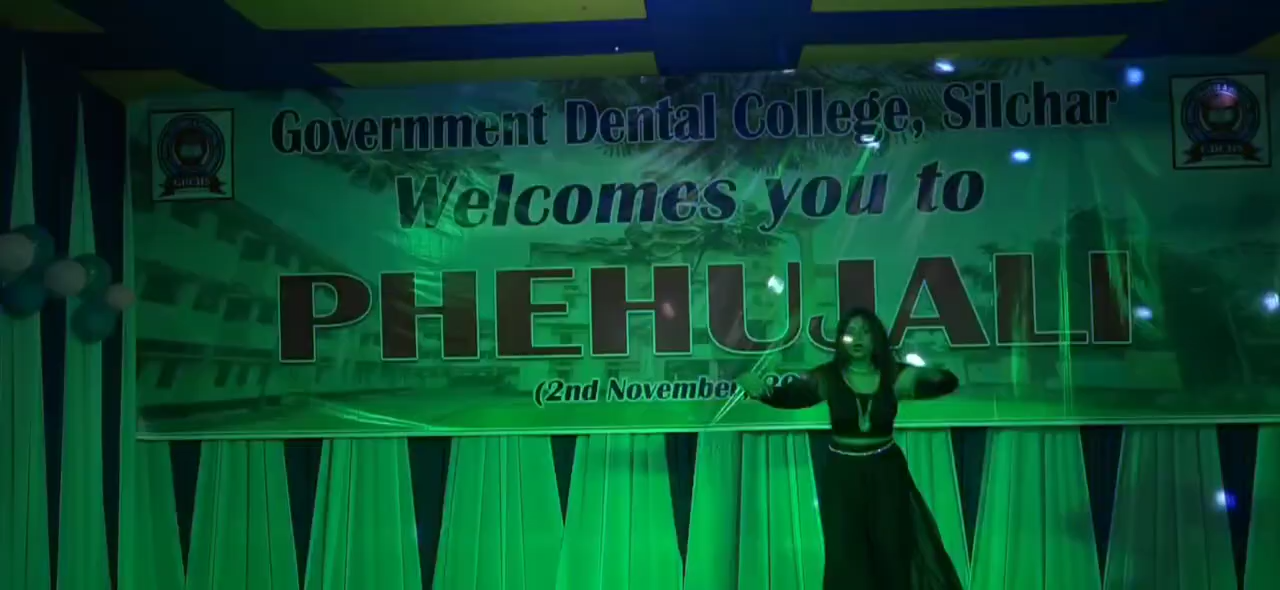 Government Dental College, Silchar
Welcomes you to
PHEHUJALI
(2nd November